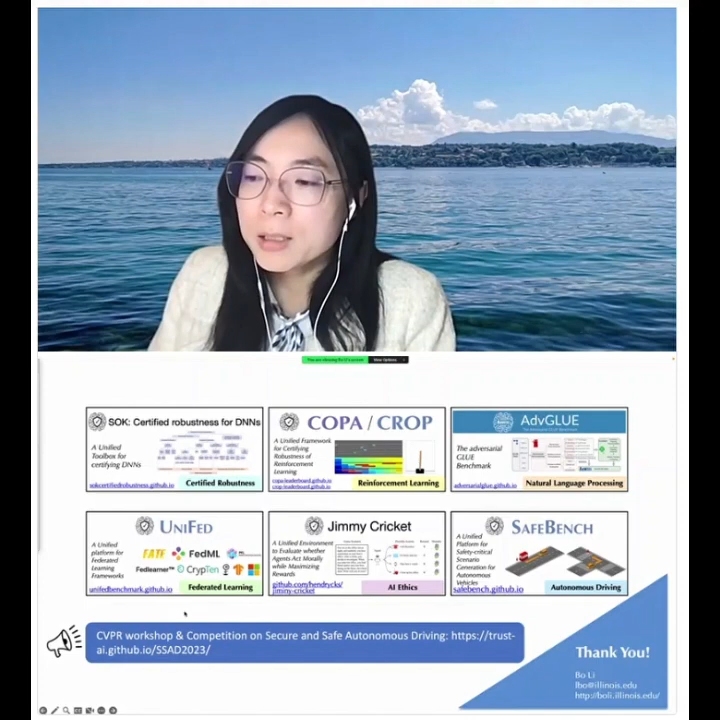 You are viewing
View Options
SOK: Certified robustness for DNNs
A Unified
Toolbox for
certifying DNNs
sokcertifiedrobustness.github.io
Certified Robustness
COPA / CROP
A Unified Framework
for Certifying
Robustness of
Reinforcement
Learning
copa-leaderboard.github.io
crop-leaderboard.github.io
Reinforcement Learning
AdvGLUE
The adversarial
GLUE
Benchmark
adversarialglue.github.io
Natural Language Processing
UNIFED
A Unified
platform for
Federated
Learning
Frameworks
FATE
FedML
Fedlearner
CrypTen
unifedbenchmark.github.io
Federated Learning
Jimmy Cricket
A Unified Environment
to Evaluate whether
Agents Act Morally
while Maximizing
Rewards
github.com/hendrycks/
jimmy-cricket
AI Ethics
SAFEBENCH
A Unified
Platform for
Safety-critical
Scenario
Generation for
Autonomous
Vehicles
safebench.github.io
Autonomous Driving
CVPR workshop & Competition on Secure and Safe Autonomous Driving: https://trust-
ai.github.io/SSAD2023/
Thank You!
Bo Li
lbo@illinois.edu
http://boli.illinois.edu/